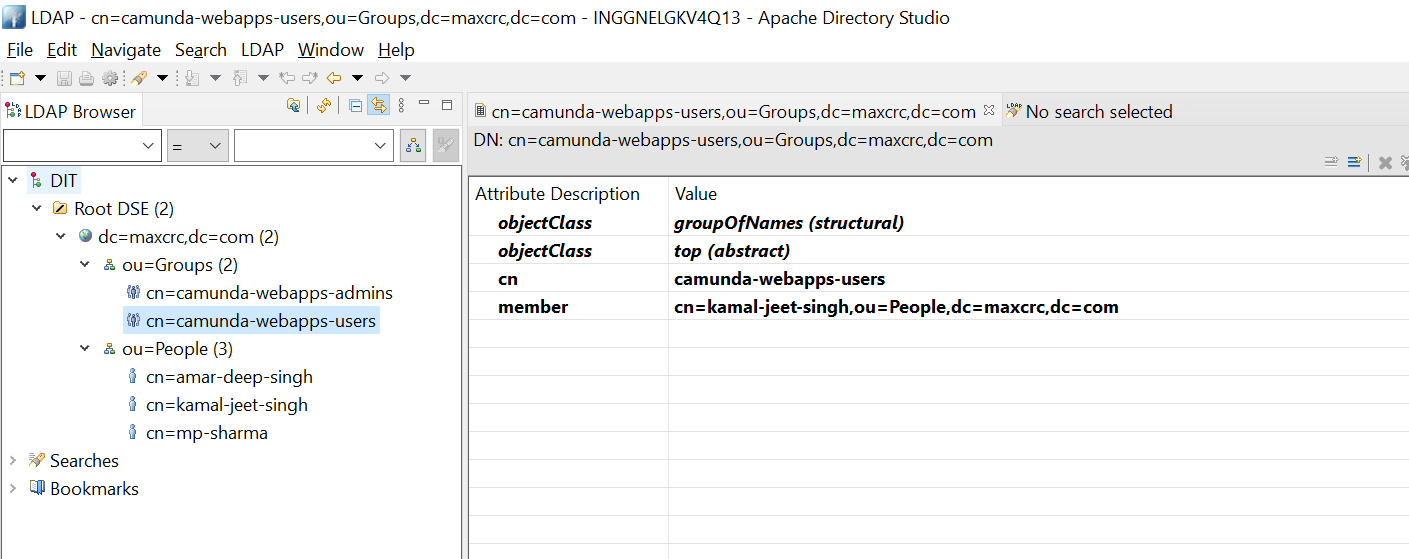 LDAP - cn=camunda-webapps-users,ou=Groups,dc=maxcrc,dc=com - INGGNELGKV4Q13 - Apache Directory Studio
File Edit Navigate Search LDAP Window Help
LDAP Browser
cn=camunda-webapps-users,ou=Groups,dc=maxcrc,dc=com
No search selected
DN: cn=camunda-webapps-users,ou=Groups,dc=maxcrc,dc=com
=
DIT
Root DSE (2)
dc=maxcrc,dc=com (2)
ou=Groups (2)
cn=camunda-webapps-admins
cn=camunda-webapps-users
ou=People (3)
cn=amar-deep-singh
cn=kamal-jeet-singh
cn=mp-sharma
Searches
Bookmarks
Attribute Description Value
objectClass groupOfNames (structural)
objectClass top (abstract)
cn camunda-webapps-users
member cn=kamal-jeet-singh,ou=People,dc=maxcrc,dc=com